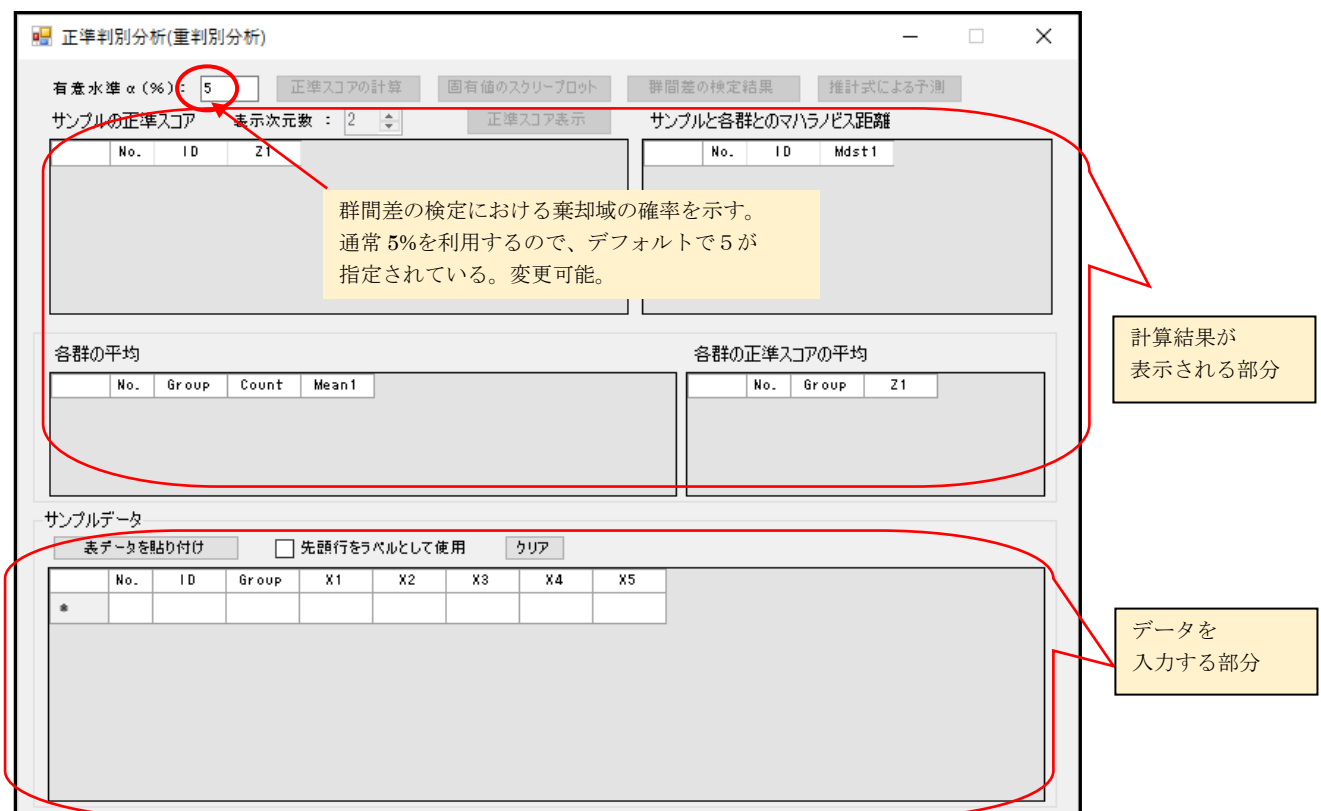 正準判別分析(重判別分析)
有意水準 α (%) : 5 正準スコアの計算 固有値のスクリープロット 群間差の検定結果 推計式による予測
サンプルの正準スコア 表示次元数 : 2 正準スコア表示 サンプルと各群とのマハラノビス距離
No. ID Z1 No. ID Mdst1
群間差の検定における棄却域の確率を示す。
通常 5%を利用するので、デフォルトで５が
指定されている。変更可能。
計算結果が
表示される部分
各群の平均 各群の正準スコアの平均
No. Group Count Mean1 No. Group Z1
サンプルデータ
表データを貼り付け 先頭行をラベルとして使用 クリア
No. ID Group X1 X2 X3 X4 X5
*
データを
入力する部分